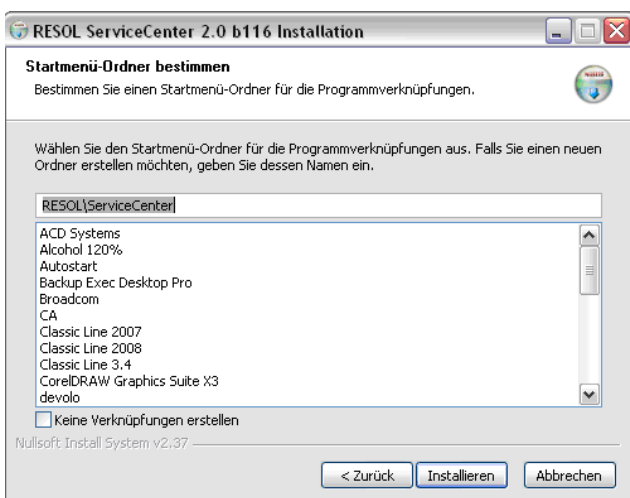 RESOL ServiceCenter 2.0 b116 Installation
Startmenü-Ordner bestimmen
Bestimmen Sie einen Startmenü-Ordner für die Programmverknüpfungen.
Wählen Sie den Startmenü-Ordner für die Programmverknüpfungen aus. Falls Sie einen neuen
Ordner erstellen möchten, geben Sie dessen Namen ein.
RESOL\ServiceCenter
ACD Systems
Alcohol 120%
Autostart
Backup Exec Desktop Pro
Broadcom
CA
Classic Line 2007
Classic Line 2008
Classic Line 3.4
CorelDRAW Graphics Suite X3
devolo
Keine Verknüpfungen erstellen
Nullsoft Install System v2.37
< Zurück Installieren Abbrechen